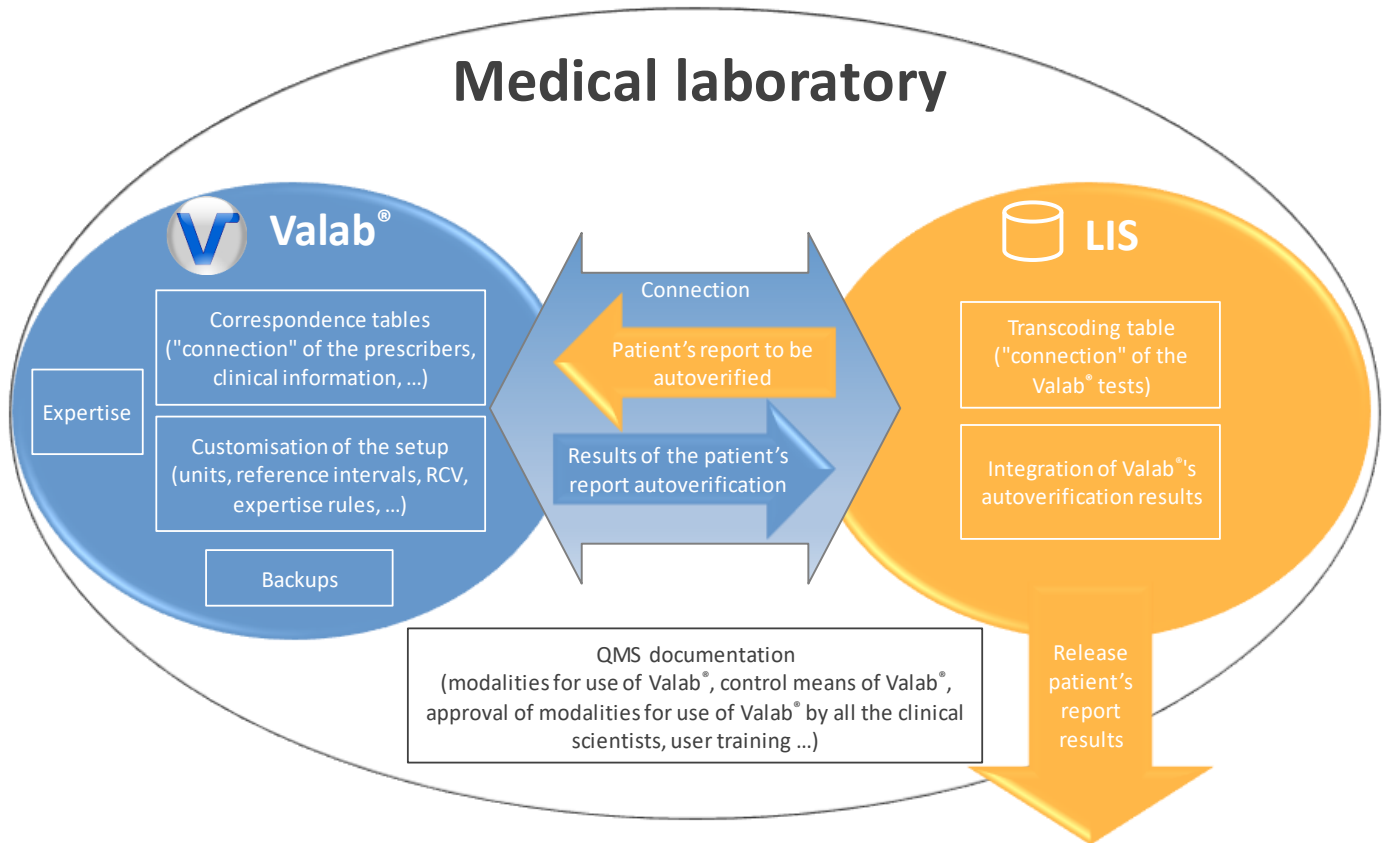 Medical laboratory
Valab®
Correspondence tables
("connection" of the prescribers,
clinical information, ...)
Expertise
Customisation of the setup
(units, reference intervals, RCV,
expertise rules, ...)
Backups
Connection
Patient's report to be
autoverified
Results of the patient's
report autoverification
LIS
Transcoding table
("connection" of the
Valab® tests)
Integration of Valab®'s
autoverification results
QMS documentation
(modalities for use of Valab®, control means of Valab®,
approval of modalities for use of Valab® by all the clinical
scientists, user training ...)
Release
patient's
report
results